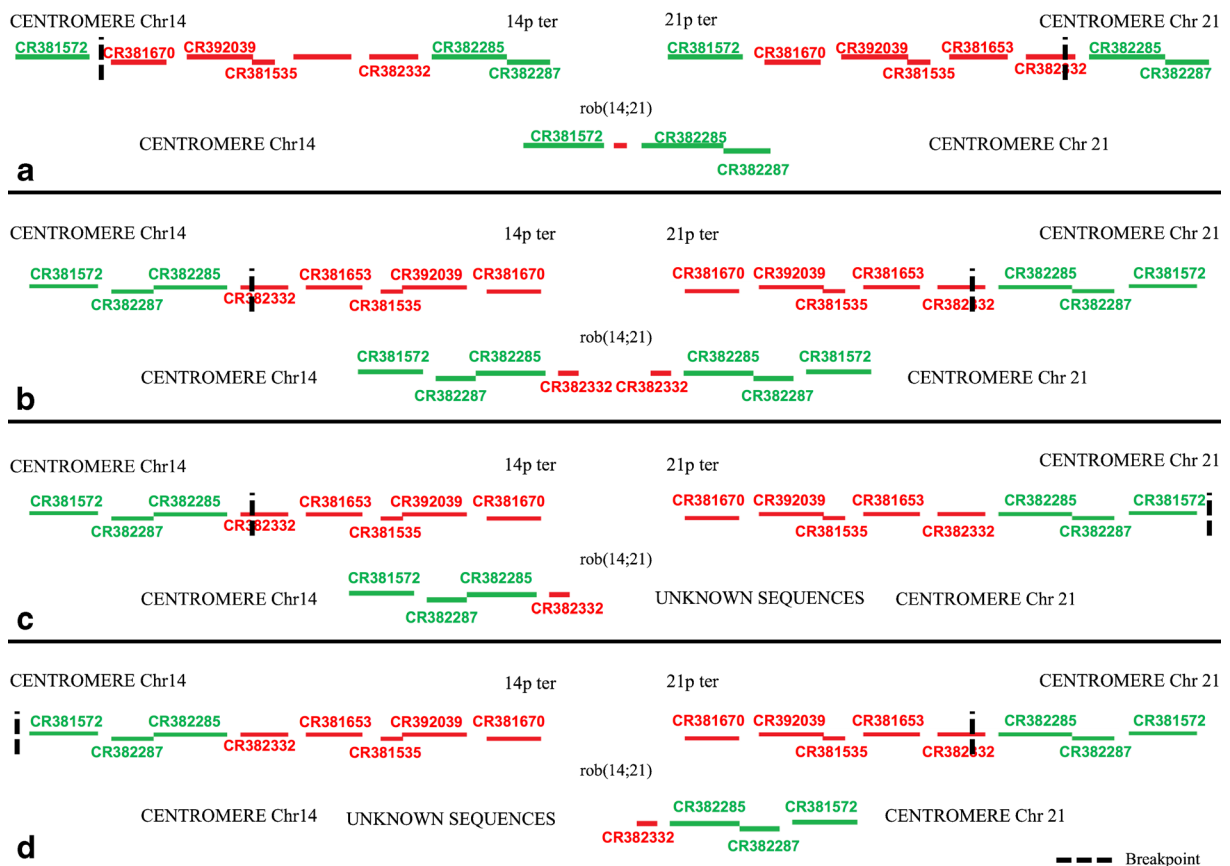 CENTROMERE Chr14 14p ter 21p ter CENTROMERE Chr 21
CR381572 CR381670 CR392039 CR381535 CR382332 CR382285 CR382287
CR381572 CR381670 CR392039 CR381535 CR381653 CR382332 CR382285 CR382287
rob(14;21)
CENTROMERE Chr14 CR381572 CR382285 CR382287 CENTROMERE Chr 21
a
CENTROMERE Chr14 14p ter 21p ter CENTROMERE Chr 21
CR381572 CR382287 CR382285 CR382332 CR381653 CR381535 CR392039 CR381670
CR381670 CR392039 CR381535 CR381653 CR382332 CR382285 CR382287 CR381572
rob(14;21)
CENTROMERE Chr14 CR381572 CR382287 CR382285 CR382332 CR382332 CR382285 CR382287 CR381572 CENTROMERE Chr 21
b
CENTROMERE Chr14 14p ter 21p ter CENTROMERE Chr 21
CR381572 CR382287 CR382285 CR382332 CR381653 CR381535 CR392039 CR381670
CR381670 CR392039 CR381535 CR381653 CR382332 CR382285 CR382287 CR381572
rob(14;21)
CENTROMERE Chr14 CR381572 CR382287 CR382285 CR382332 UNKNOWN SEQUENCES CENTROMERE Chr 21
c
CENTROMERE Chr14 14p ter 21p ter CENTROMERE Chr 21
CR381572 CR382287 CR382285 CR382332 CR381653 CR381535 CR392039 CR381670
CR381670 CR392039 CR381535 CR381653 CR382332 CR382285 CR382287 CR381572
rob(14;21)
CENTROMERE Chr14 UNKNOWN SEQUENCES CR382332 CR382285 CR382287 CR381572 CENTROMERE Chr 21
d
Breakpoint